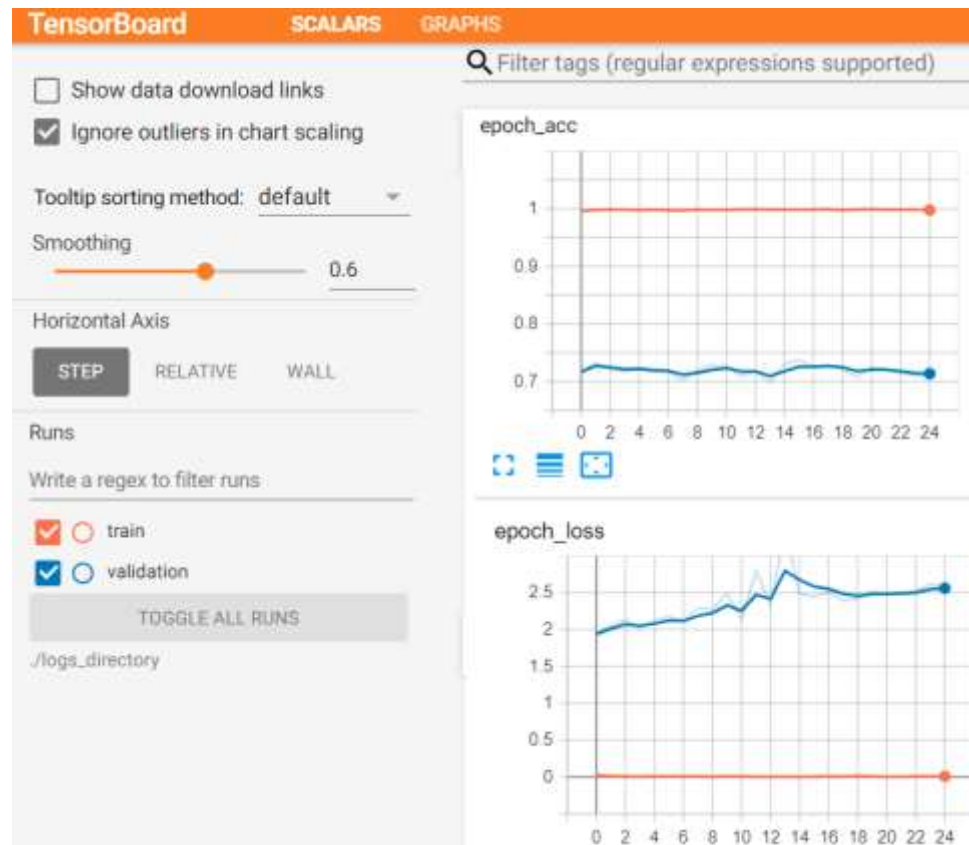 TensorBoard SCALARS GRAPHS
Show data download links
Ignore outliers in chart scaling
Tooltip sorting method: default
Smoothing
0.6
Horizontal Axis
STEP RELATIVE WALL
Runs
Write a regex to filter runs
train
validation
TOGGLE ALL RUNS
./logs_directory
Filter tags (regular expressions supported)
epoch_acc
1
0.9
0.8
0.7
0 2 4 6 8 10 12 14 16 18 20 22 24
epoch_loss
2.5
2
1.5
1
0.5
0
0 2 4 6 8 10 12 14 16 18 20 22 24